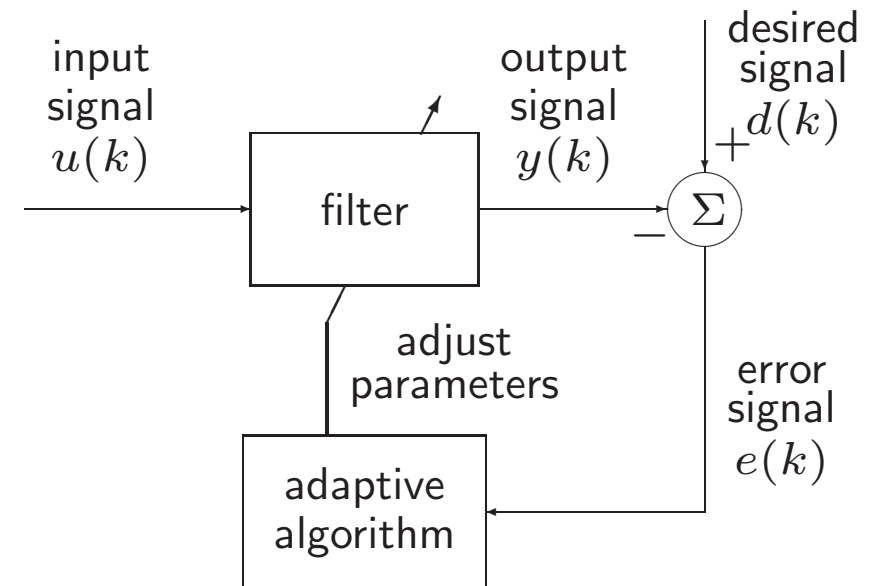 input
signal
u(k)
output
signal
y(k)
desired
signal
+d(k)
filter
Σ
−
adjust
parameters
error
signal
e(k)
adaptive
algorithm